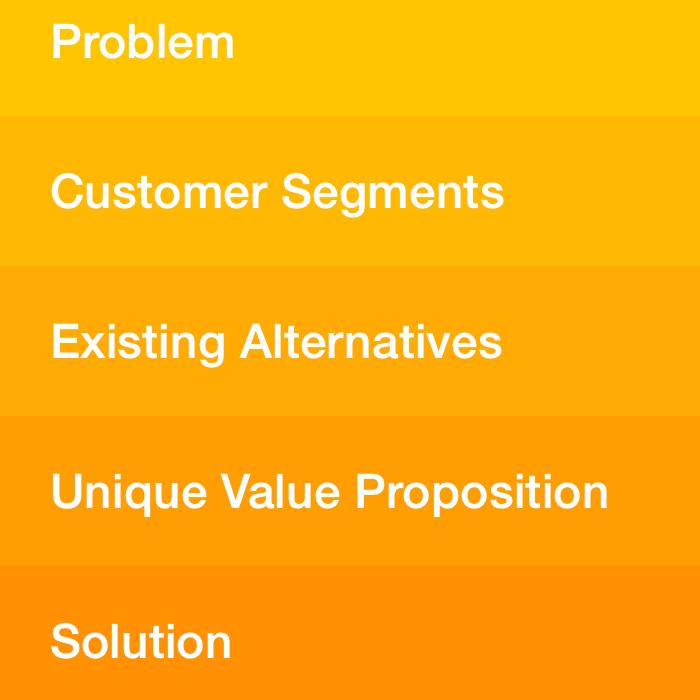 Problem
Customer Segments
Existing Alternatives
Unique Value Proposition
Solution